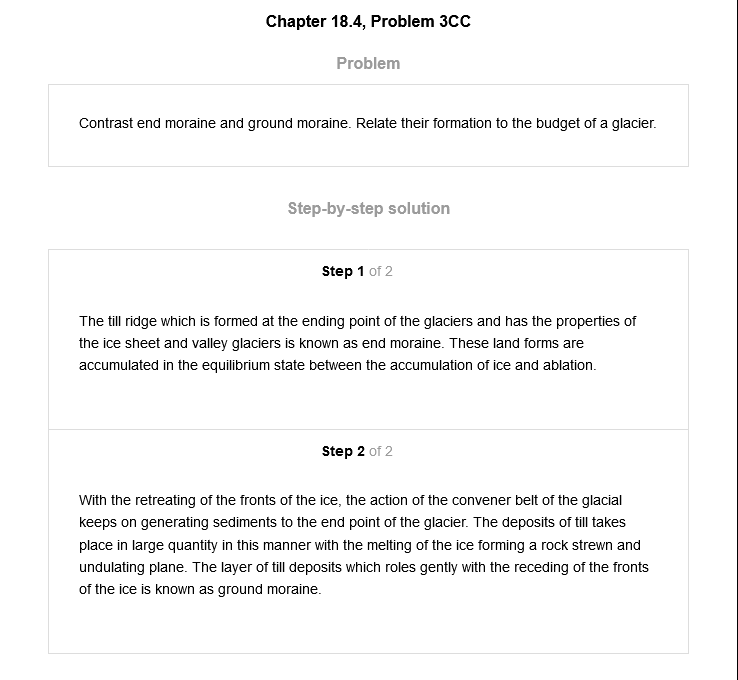 Chapter 18.4, Problem 3CC
Problem
Contrast end moraine and ground moraine. Relate their formation to the budget of a glacier.
Step-by-step solution
Step 1 of 2
The till ridge which is formed at the ending point of the glaciers and has the properties of
the ice sheet and valley glaciers is known as end moraine. These land forms are
accumulated in the equilibrium state between the accumulation of ice and ablation.
Step 2 of 2
With the retreating of the fronts of the ice, the action of the convener belt of the glacial
keeps on generating sediments to the end point of the glacier. The deposits of till takes
place in large quantity in this manner with the melting of the ice forming a rock strewn and
undulating plane. The layer of till deposits which roles gently with the receding of the fronts
of the ice is known as ground moraine.